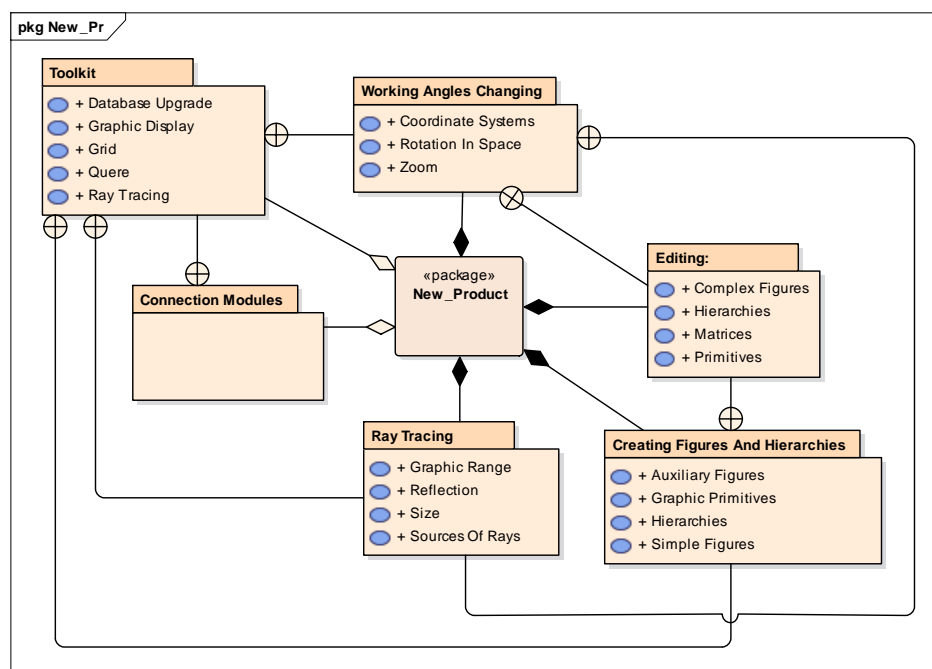 pkg New_Pr
Toolkit
+ Database Upgrade
+ Graphic Display
+ Grid
+ Quere
+ Ray Tracing
Working Angles Changing
+ Coordinate Systems
+ Rotation In Space
+ Zoom
«package»
New_Product
Editing:
+ Complex Figures
+ Hierarchies
+ Matrices
+ Primitives
Connection Modules
Ray Tracing
+ Graphic Range
+ Reflection
+ Size
+ Sources Of Rays
Creating Figures And Hierarchies
+ Auxiliary Figures
+ Graphic Primitives
+ Hierarchies
+ Simple Figures